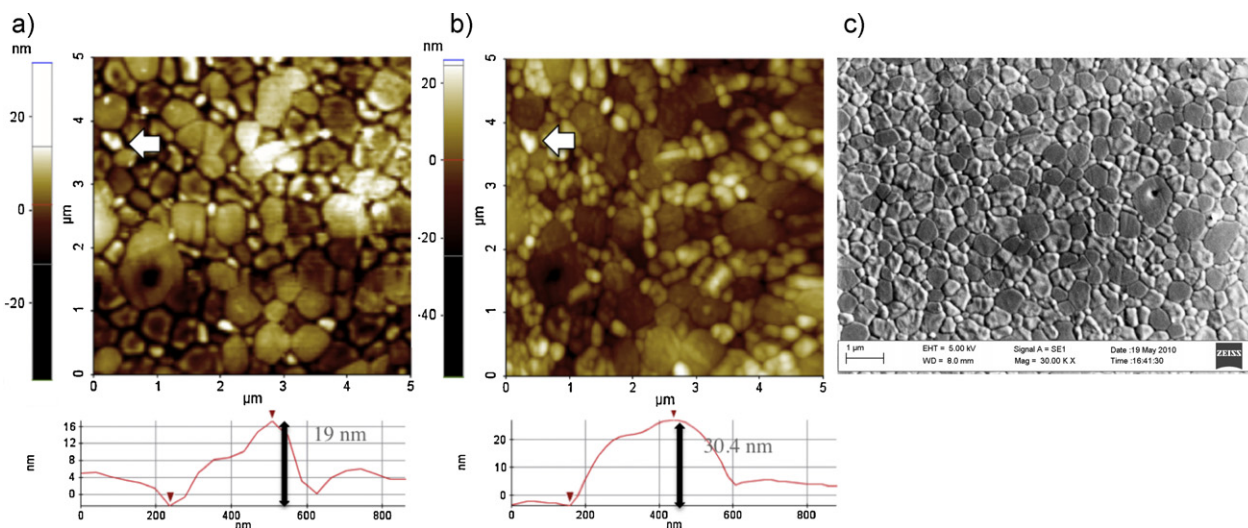 a)
nm
20
0
-20
5
4
3
2
1
0
µm
0 1 2 3 4 5
µm
16
12
8
4
0
nm
19 nm
0 200 400 600 800
nm
b)
nm
20
0
-20
-40
5
4
3
2
1
0
µm
0 1 2 3 4 5
µm
20
10
0
nm
30.4 nm
0 200 400 600 800
nm
c)
1 µm
EHT = 5.00 kV Signal A = SE1 Date :19 May 2010
WD = 8.0 mm Mag = 30.00 K X Time :16:41:30
ZEISS